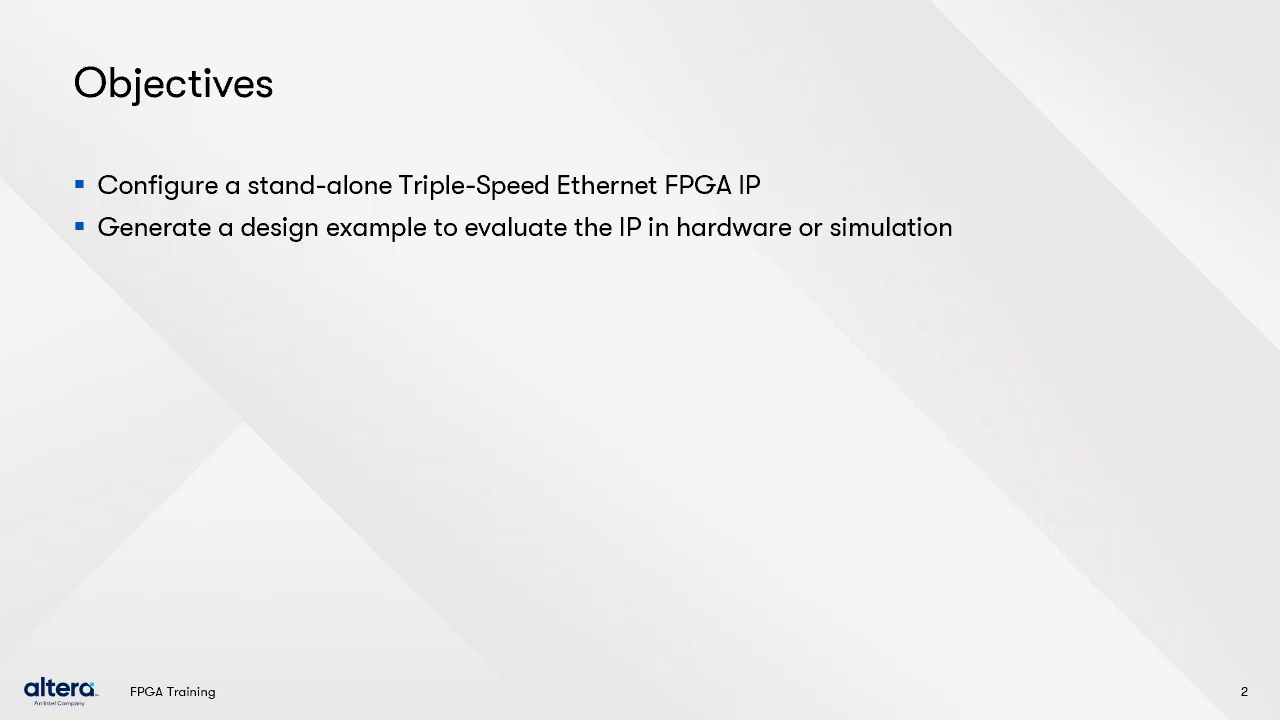 Objectives
Configure a stand-alone Triple-Speed Ethernet FPGA IP
Generate a design example to evaluate the IP in hardware or simulation
altera
An Intel Company
FPGA Training
2